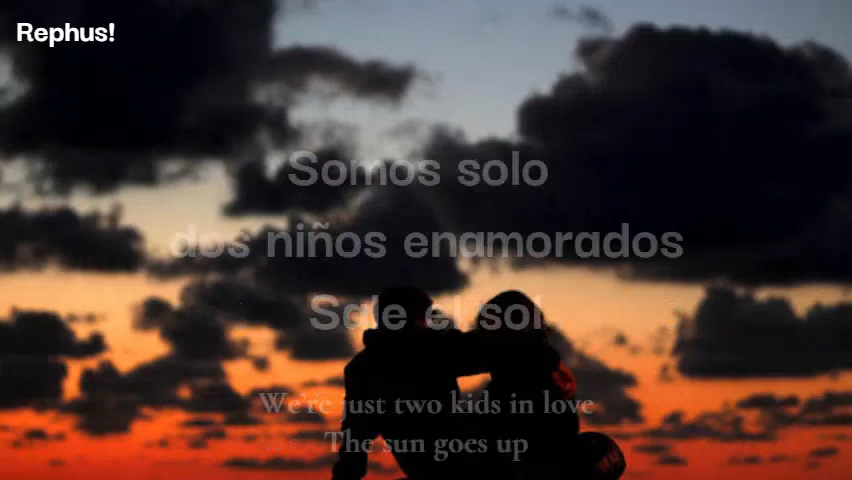 Rephus!
Somos solo
dos niños enamorados
Sale el sol
We're just two kids in love
The sun goes up